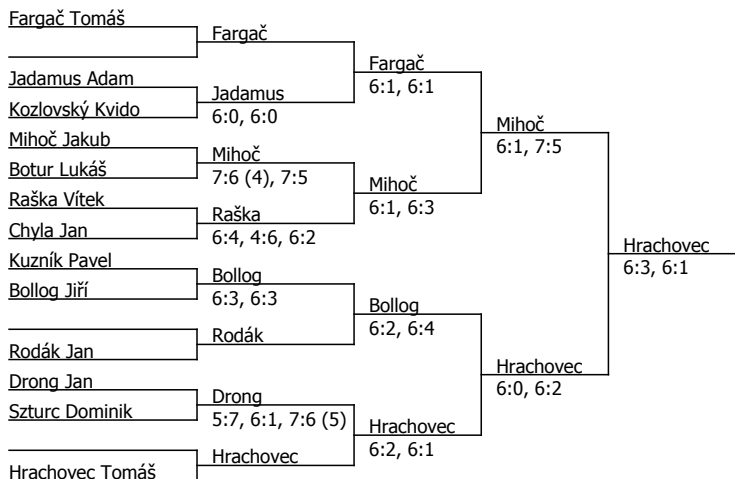 Fargač Tomáš
Jadamus Adam
Kozlovský Kvido
Mihoč Jakub
Botur Lukáš
Raška Vítek
Chyla Jan
Kuzník Pavel
Bollog Jiří
Rodák Jan
Drong Jan
Szturc Dominik
Hrachovec Tomáš
Fargač
Jadamus
6:0, 6:0
Mihoč
7:6 (4), 7:5
Raška
6:4, 4:6, 6:2
Bollog
6:3, 6:3
Rodák
Drong
5:7, 6:1, 7:6 (5)
Hrachovec
Fargač
6:1, 6:1
Mihoč
6:1, 6:3
Bollog
6:2, 6:4
Hrachovec
6:2, 6:1
Mihoč
6:1, 7:5
Hrachovec
6:0, 6:2
Hrachovec
6:3, 6:1